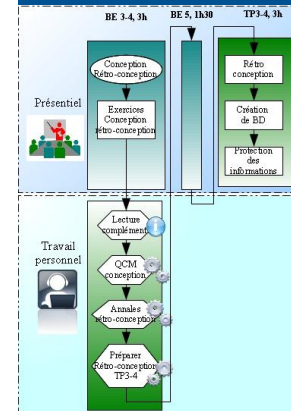 BE 3-4, 3h
BE 5, 1h30
TP3-4, 3h
Présentiel
Conception
Rétro-conception
Exercices
Conception
rétro-conception
Rétro
conception
Création
de BD
Protection
des
informations
Travail
personnel
Lecture
complément
QCM
conception
Annales
rétro-conception
Préparer
Rétro-conception
TP3-4